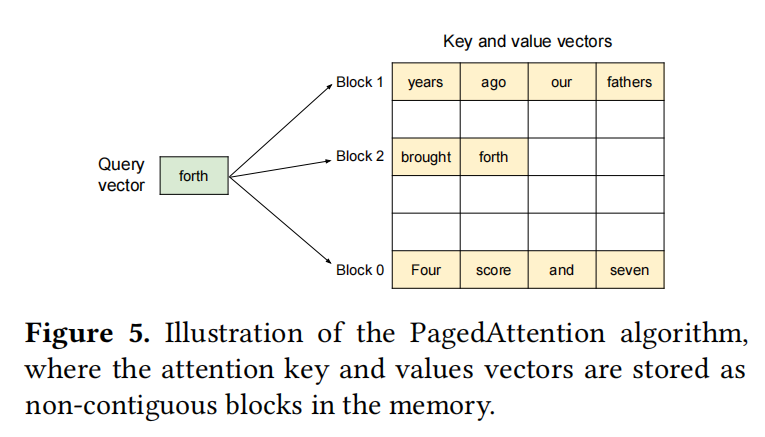 Key and value vectors
Block 1 years ago our fathers
Query
vector
forth
Block 2 brought forth
Block 0 Four score and seven
Figure 5. Illustration of the PagedAttention algorithm,
where the attention key and values vectors are stored as
non-contiguous blocks in the memory.